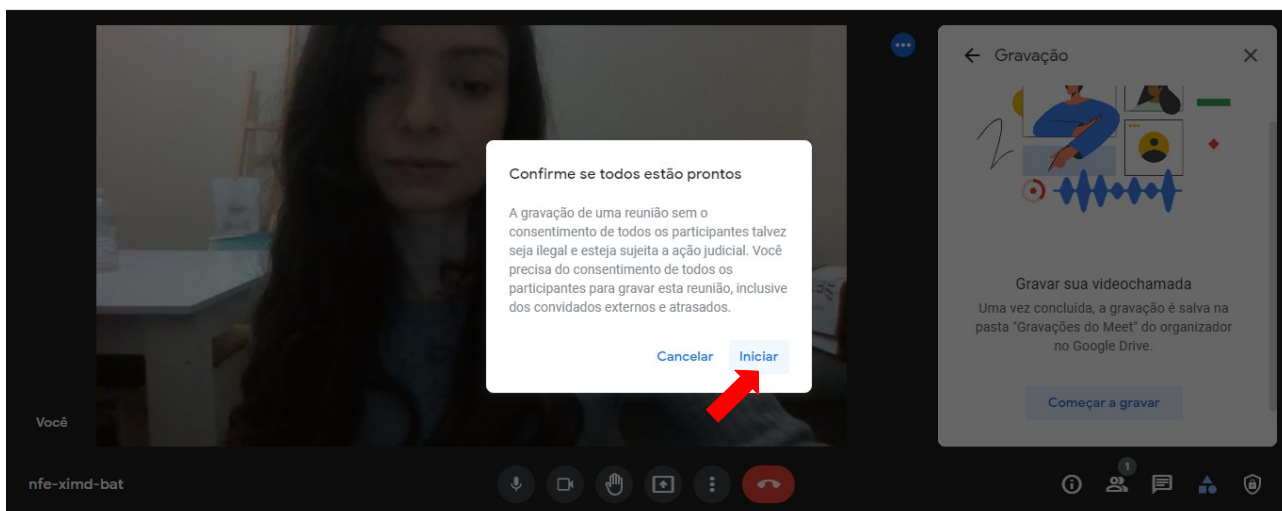 Gravação
Confirme se todos estão prontos
A gravação de uma reunião sem o
consentimento de todos os participantes talvez
seja ilegal e esteja sujeita a ação judicial. Você
precisa do consentimento de todos os
participantes para gravar esta reunião, inclusive
dos convidados externos e atrasados.
Cancelar Iniciar
Gravar sua videochamada
Uma vez concluída, a gravação é salva na
pasta "Gravações do Meet" do organizador
no Google Drive.
Começar a gravar
Você
nfe-ximd-bat
1